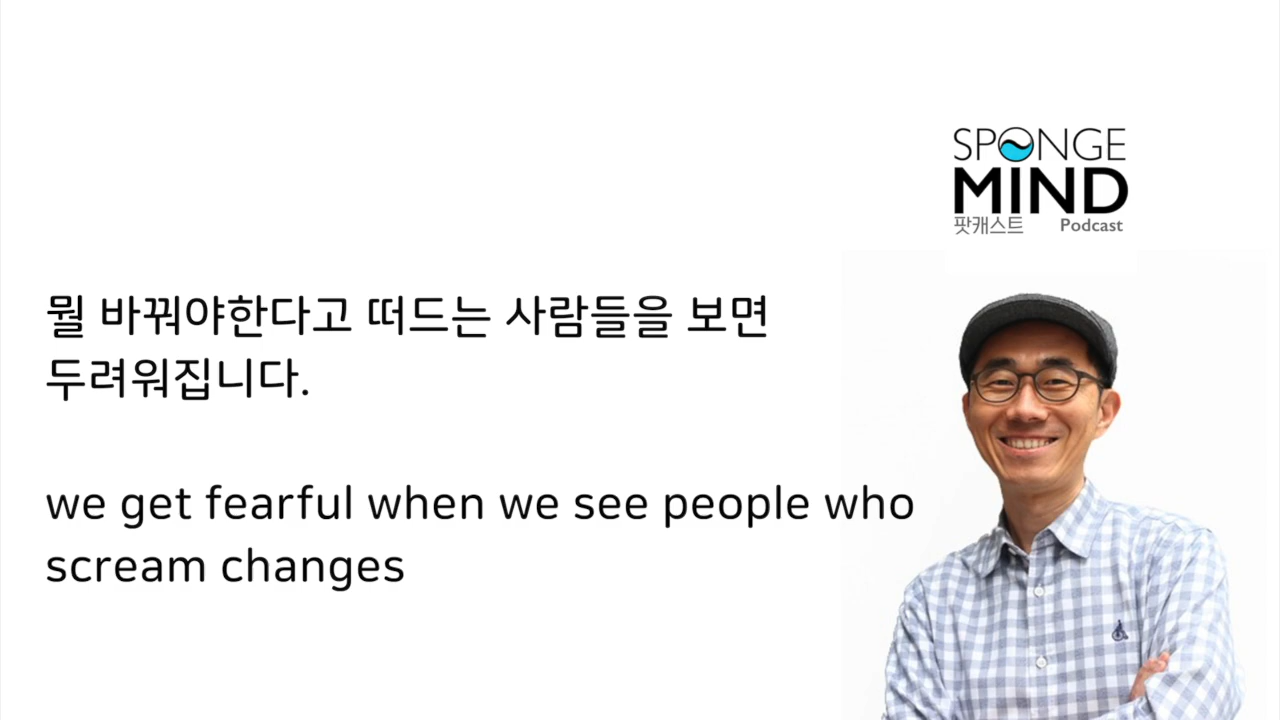 SPONGE
MIND
팟캐스트 Podcast
뭘 바꿔야한다고 떠드는 사람들을 보면
두려워집니다.
we get fearful when we see people who
scream changes